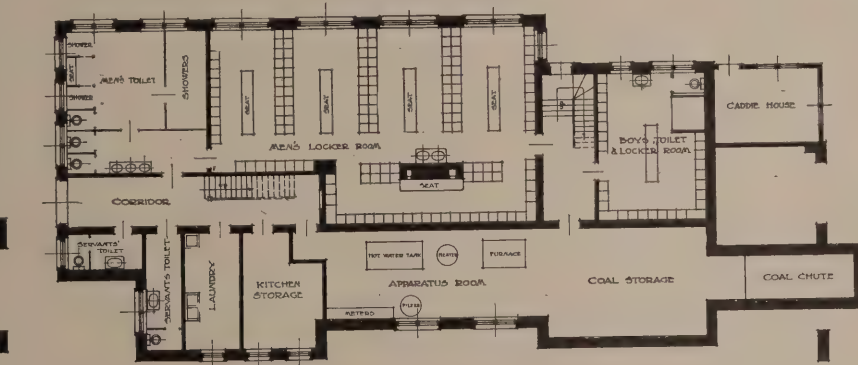 SHOWER
SEAT
SHOWER
MEN'S TOILET
SHOWERS
SEAT
SEAT
SEAT
SEAT
MEN'S LOCKER ROOM
SEAT
UP
BOYS TOILET
& LOCKER ROOM
CADDIE HOUSE
CORRIDOR
UP
SERVANTS'
TOILET
SERVANTS TOILET
LAUNDRY
KITCHEN
STORAGE
HOT WATER TANK
HEATER
FURNACE
APPARATUS ROOM
METERS
FILTER
COAL STORAGE
COAL CHUTE